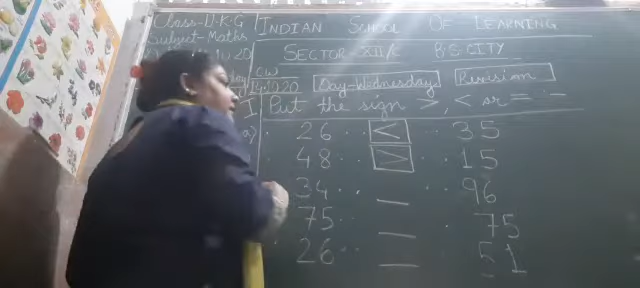 Class-U.K.G
Subject-Maths
INDIAN SCHOOL OF LEARNING
SECTOR-XII/C B.S.CITY
C.W
Day-Wednesday Revision
I Put the sign >, < or =
a) 26 < 35
48 > 15
34 _ 96
75 _ 75
26 _ 51